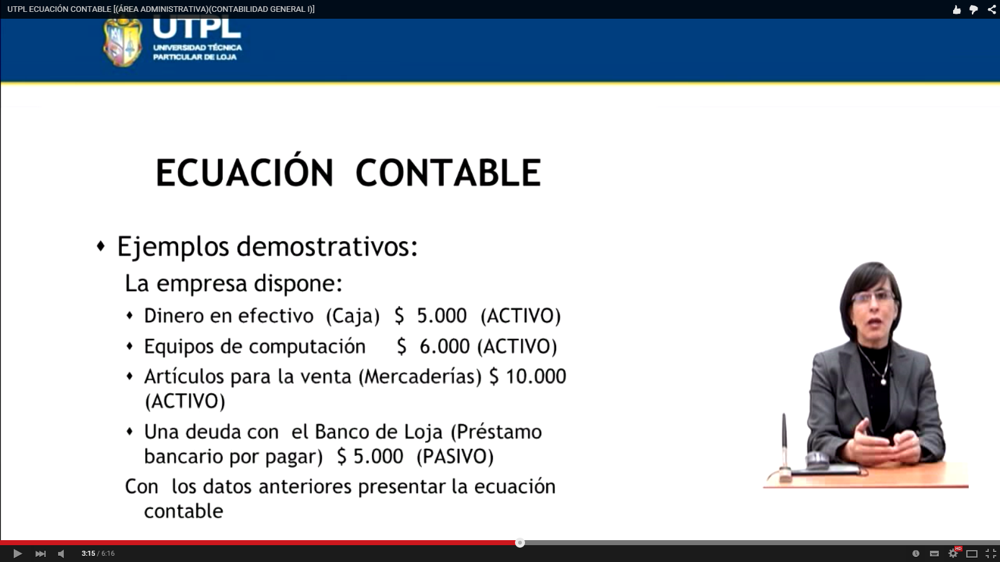 UTPL ECUACIÓN CONTABLE [(ÁREA ADMINISTRATIVA)(CONTABILIDAD GENERAL I)]
UTPL
UNIVERSIDAD TÉCNICA
PARTICULAR DE LOJA
ECUACIÓN CONTABLE
Ejemplos demostrativos:
La empresa dispone:
Dinero en efectivo (Caja) $ 5.000 (ACTIVO)
Equipos de computación $ 6.000 (ACTIVO)
Artículos para la venta (Mercaderías) $ 10.000
(ACTIVO)
Una deuda con el Banco de Loja (Préstamo
bancario por pagar) $ 5.000 (PASIVO)
Con los datos anteriores presentar la ecuación
contable
3:15 / 6:16
HD